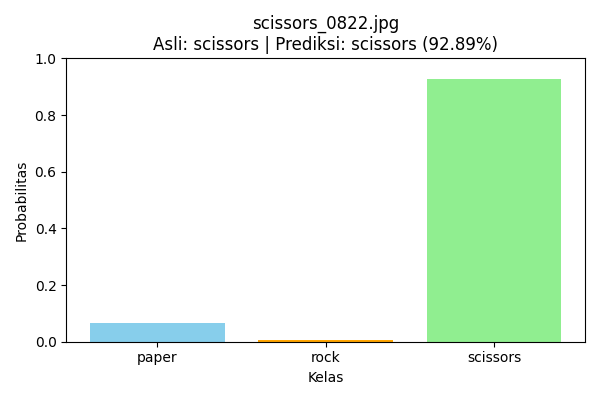 scissors_0822.jpg
Asli: scissors | Prediksi: scissors (92.89%)
1.0
0.8
0.6
0.4
0.2
0.0
Probabilitas
paper
rock
scissors
Kelas